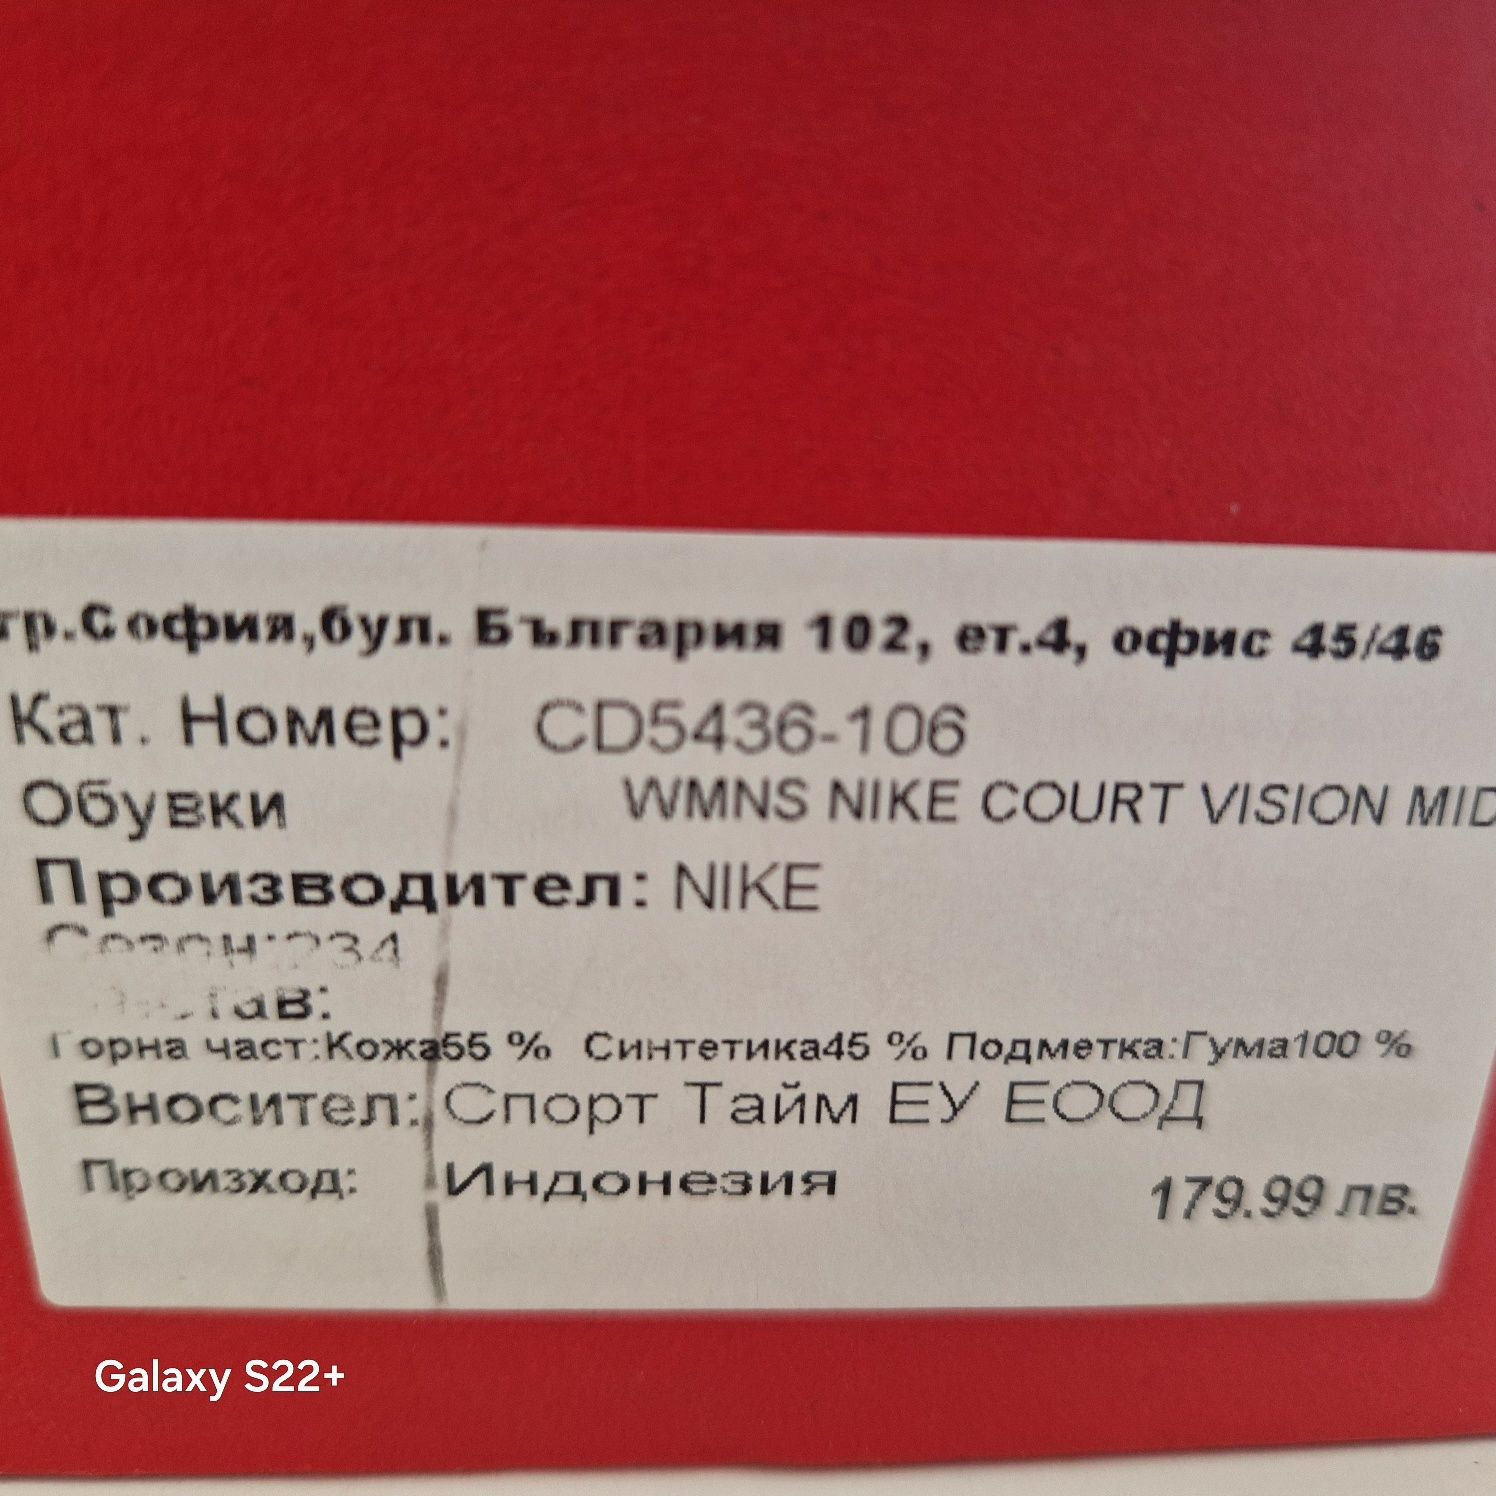 гр.София,бул. България 102, ет.4, офис 45/46
Кат. Номер: CD5436-106
Обувки WMNS NIKE COURT VISION MID
Производител: NIKE
Сезон:234
Горна част:Кожа55 % Синтетика45 % Подметка:Гума100 %
Вносител: Спорт Тайм ЕУ ЕООД
Произход: Индонезия 179.99 лв.
Galaxy S22+